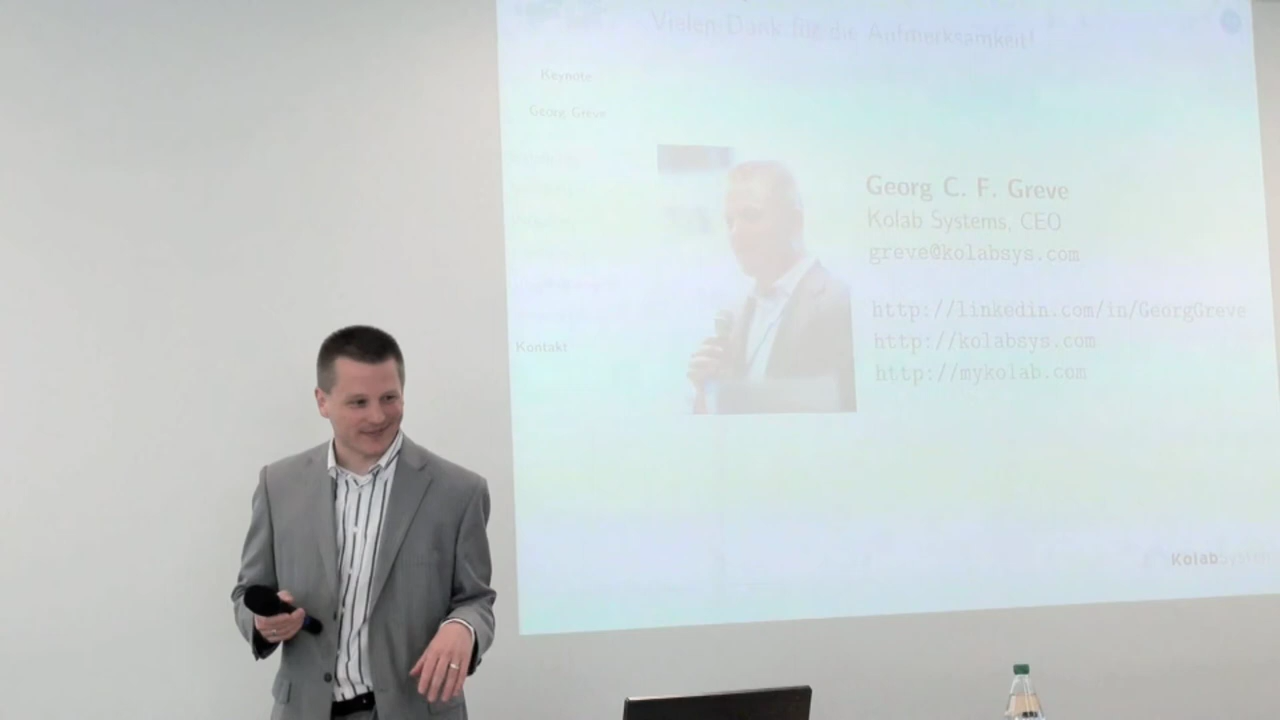 Vielen Dank für die Aufmerksamkeit!
Keynote
Georg Greve
Kontakt
Georg C. F. Greve
Kolab Systems, CEO
greve@kolabsys.com
http://linkedin.com/in/GeorgGreve
http://kolabsys.com
http://mykolab.com
KolabSystems